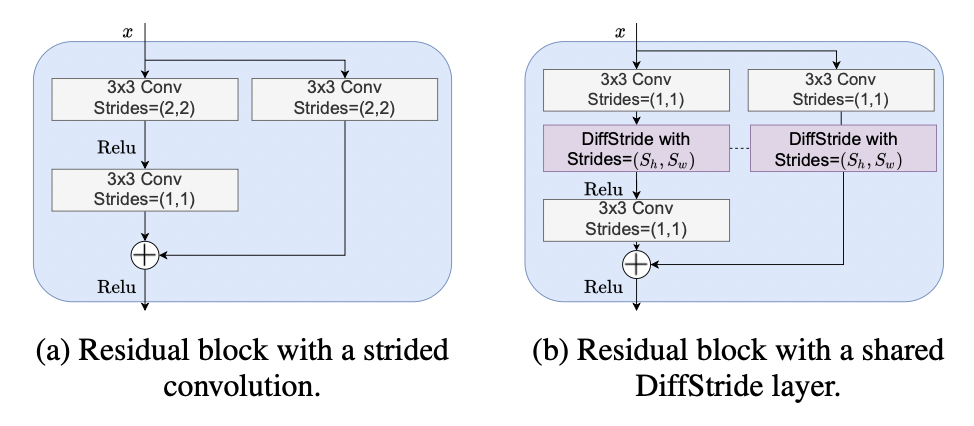 x
3x3 Conv
Strides=(2,2)
3x3 Conv
Strides=(2,2)
Relu
3x3 Conv
Strides=(1,1)
Relu
(a) Residual block with a strided
convolution.
x
3x3 Conv
Strides=(1,1)
3x3 Conv
Strides=(1,1)
DiffStride with
Strides=(S_h, S_w)
DiffStride with
Strides=(S_h, S_w)
Relu
3x3 Conv
Strides=(1,1)
Relu
(b) Residual block with a shared
DiffStride layer.